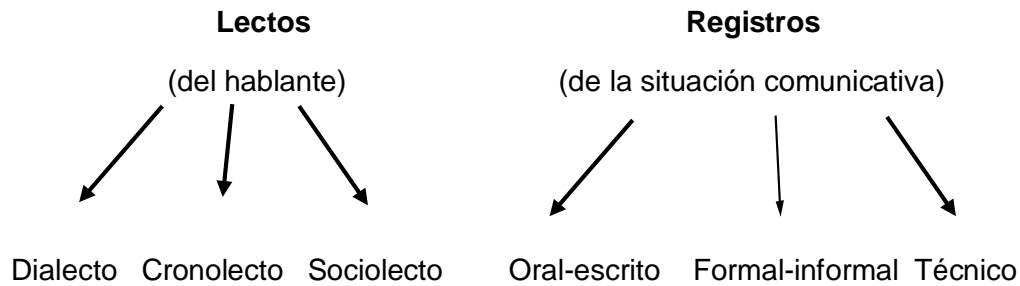 Lectos Registros
(del hablante) (de la situación comunicativa)
Dialecto Cronolecto Sociolecto Oral-escrito Formal-informal Técnico